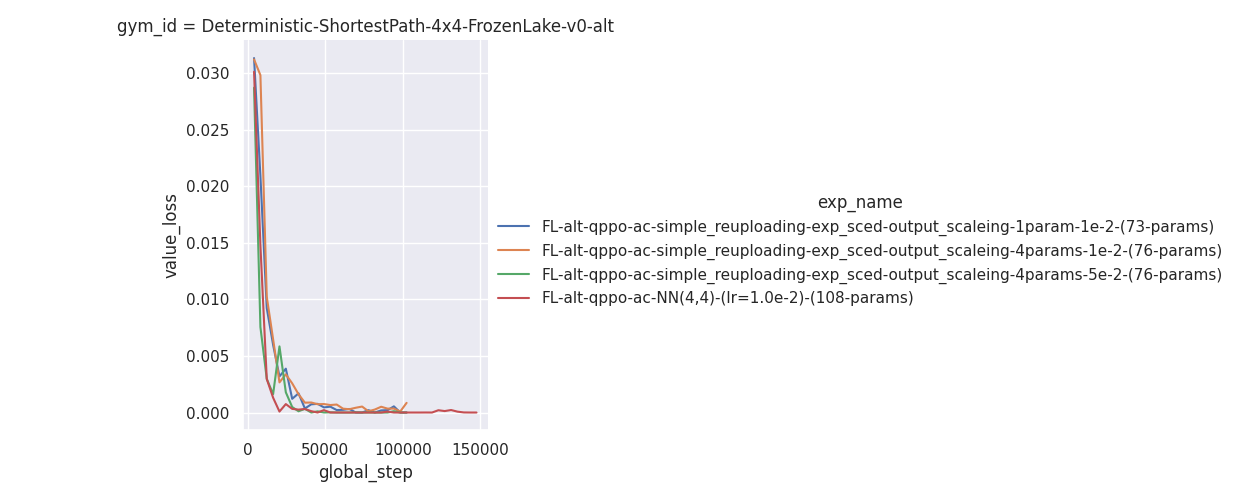 gym_id = Deterministic-ShortestPath-4x4-FrozenLake-v0-alt
0.030
0.025
0.020
0.015
0.010
0.005
0.000
value_loss
0
50000
100000
150000
global_step
exp_name
FL-alt-qppo-ac-simple_reuploading-exp_sced-output_scaleing-1param-1e-2-(73-params)
FL-alt-qppo-ac-simple_reuploading-exp_sced-output_scaleing-4params-1e-2-(76-params)
FL-alt-qppo-ac-simple_reuploading-exp_sced-output_scaleing-4params-5e-2-(76-params)
FL-alt-qppo-ac-NN(4,4)-(lr=1.0e-2)-(108-params)